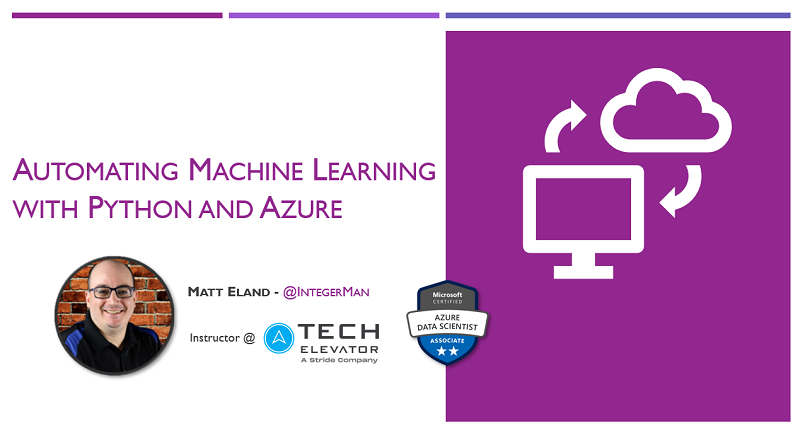 Automating Machine Learning
with Python and Azure
Matt Eland - @IntegerMan
Instructor @
TECH
ELEVATOR
A Stride Company
Microsoft
CERTIFIED
AZURE
DATA SCIENTIST
ASSOCIATE